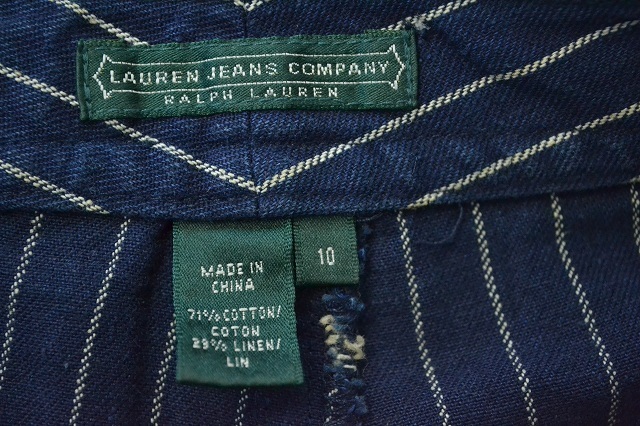 LAUREN JEANS COMPANY
RALPH LAUREN
10
MADE IN
CHINA
71% COTTON/
COTON
29% LINEN/
LIN